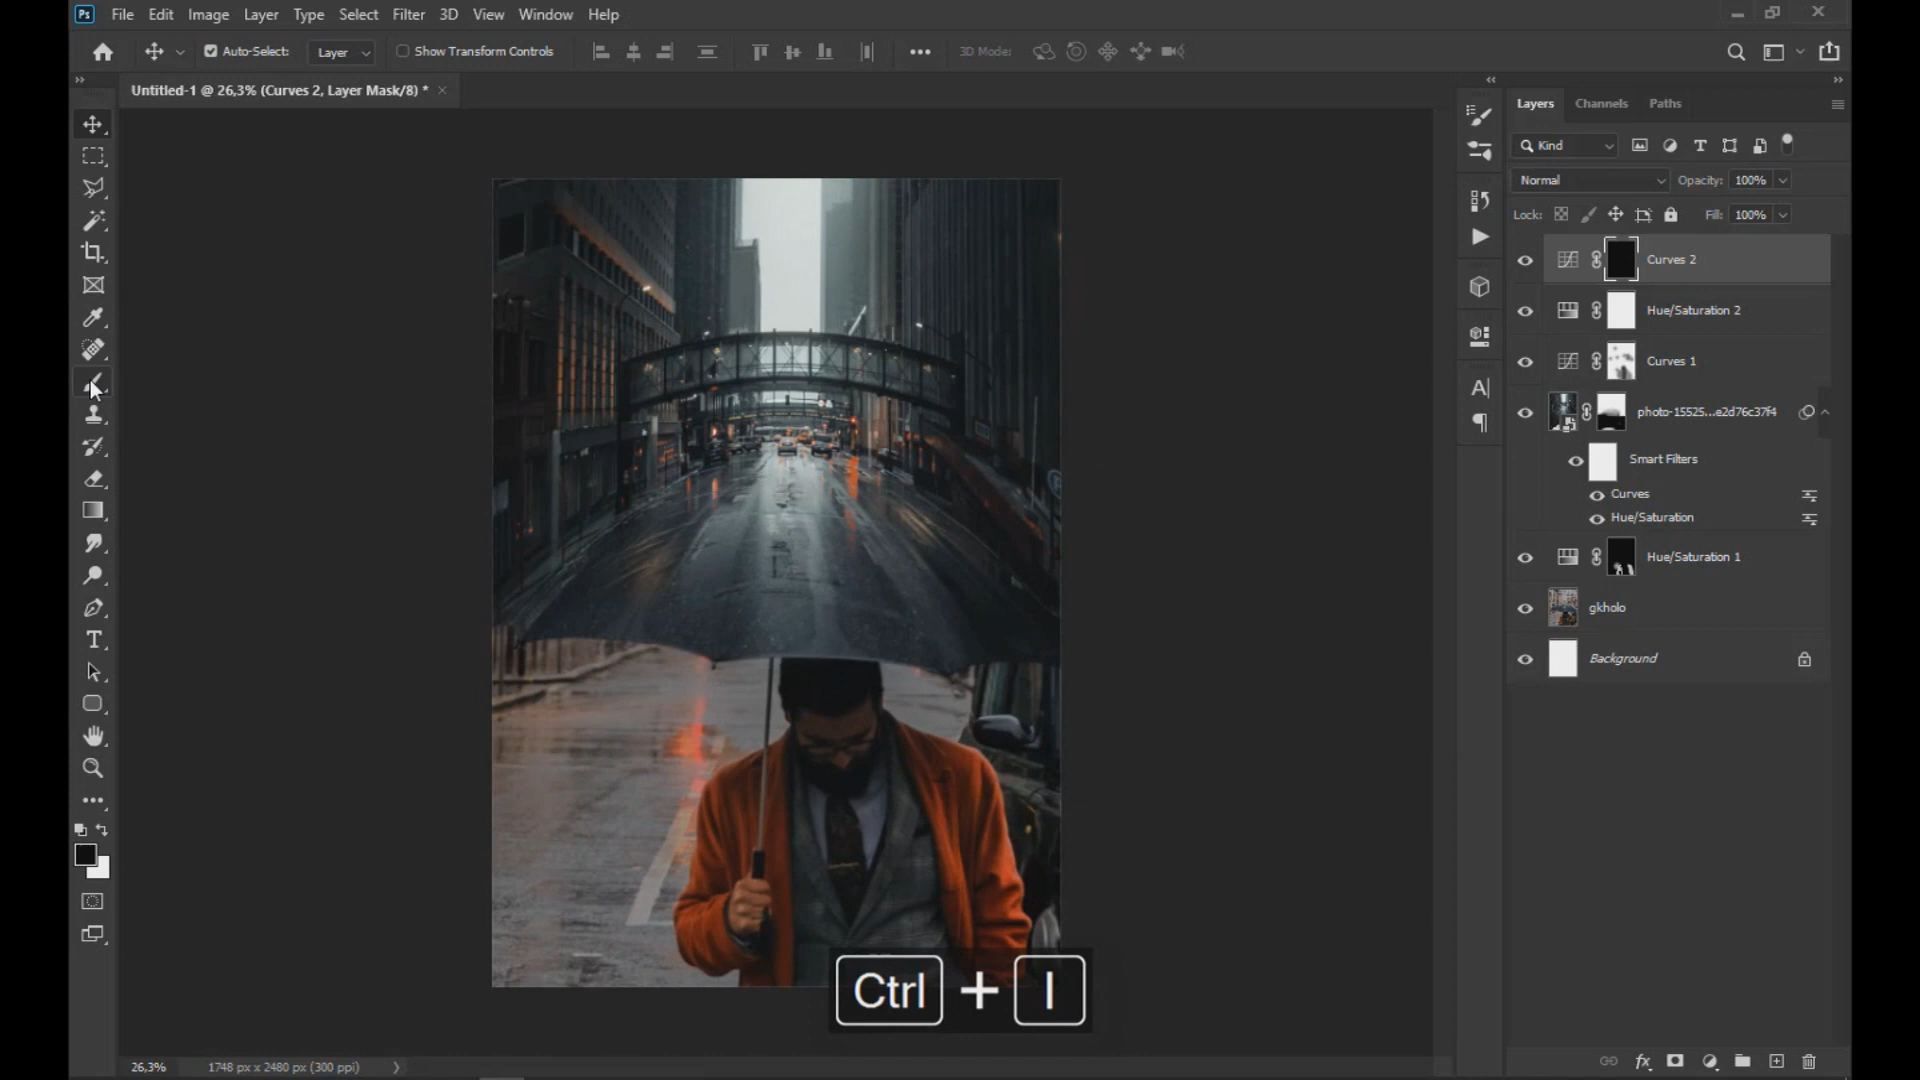 Ps File Edit Image Layer Type Select Filter 3D View Window Help
Auto-Select: Layer Show Transform Controls 3D Mode:
Untitled-1 @ 26,3% (Curves 2, Layer Mask/8) *
Layers Channels Paths
Kind
Normal Opacity: 100%
Lock: Fill: 100%
Curves 2
Hue/Saturation 2
Curves 1
photo-15525...e2d76c37f4
Smart Filters
Curves
Hue/Saturation
Hue/Saturation 1
gkholo
Background
Ctrl + I
26,3% 1748 px x 2480 px (300 ppi)